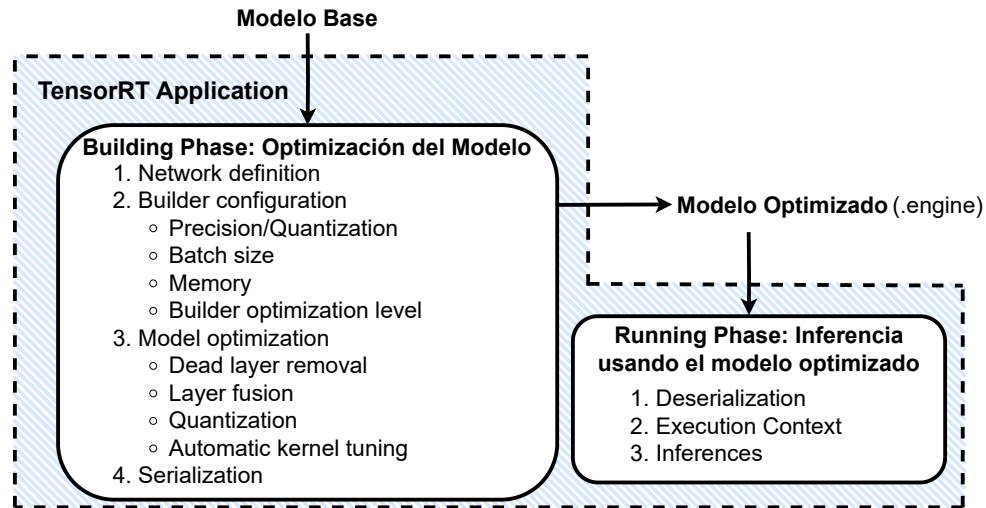 Modelo Base
TensorRT Application
Building Phase: Optimización del Modelo
1. Network definition
2. Builder configuration
Precision/Quantization
Batch size
Memory
Builder optimization level
3. Model optimization
Dead layer removal
Layer fusion
Quantization
Automatic kernel tuning
4. Serialization
Modelo Optimizado (.engine)
Running Phase: Inferencia
usando el modelo optimizado
1. Deserialization
2. Execution Context
3. Inferences